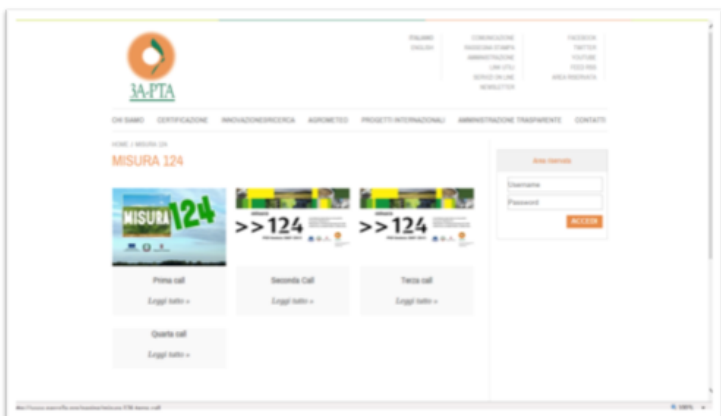 ITALIANO
ENGLISH
COMUNICAZIONE
RASSEGNA STAMPA
AMMINISTRAZIONE
LINK UTILI
SERVIZI ON LINE
NEWSLETTER
FACEBOOK
TWITTER
YOUTUBE
FEED RSS
AREA RISERVATA
3A-PTA
CHI SIAMO CERTIFICAZIONE INNOVAZIONE&RICERCA AGROMETEO PROGETTI INTERNAZIONALI AMMINISTRAZIONE TRASPARENTE CONTATTI
HOME / MISURA 124
MISURA 124
Area riservata
Username
Password
ACCEDI
MISURA 124
misura
>>124
misura
>>124
Prima call
Leggi tutto »
Seconda Call
Leggi tutto »
Terza call
Leggi tutto »
Quarta call
Leggi tutto »
100%